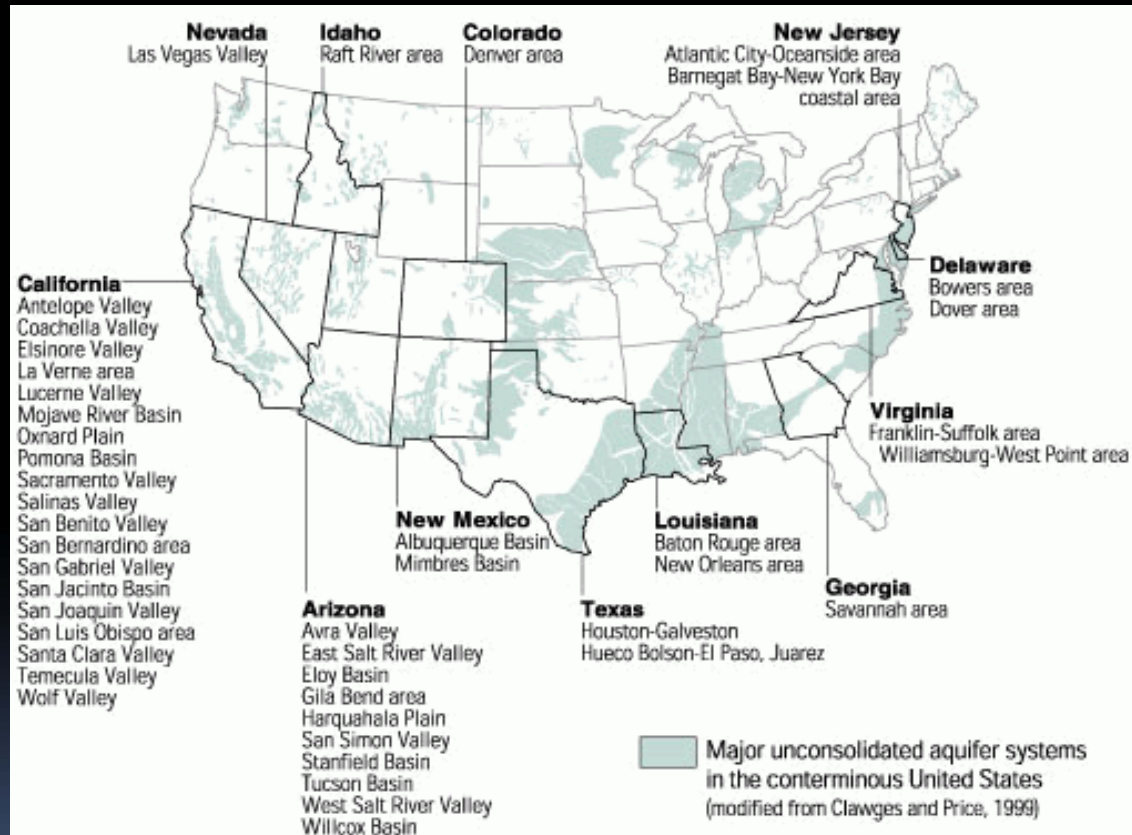 Nevada
Las Vegas Valley
Idaho
Raft River area
Colorado
Denver area
New Jersey
Atlantic City-Oceanside area
Barnegat Bay-New York Bay
coastal area
California
Antelope Valley
Coachella Valley
Elsinore Valley
La Verne area
Lucerne Valley
Mojave River Basin
Oxnard Plain
Pomona Basin
Sacramento Valley
Salinas Valley
San Benito Valley
San Bernardino area
San Gabriel Valley
San Jacinto Basin
San Joaquin Valley
San Luis Obispo area
Santa Clara Valley
Temecula Valley
Wolf Valley
Delaware
Bowers area
Dover area
Virginia
Franklin-Suffolk area
Williamsburg-West Point area
New Mexico
Albuquerque Basin
Mimbres Basin
Louisiana
Baton Rouge area
New Orleans area
Georgia
Savannah area
Arizona
Avra Valley
East Salt River Valley
Eloy Basin
Gila Bend area
Harquahala Plain
San Simon Valley
Stanfield Basin
Tucson Basin
West Salt River Valley
Willcox Basin
Texas
Houston-Galveston
Hueco Bolson-El Paso, Juarez
Major unconsolidated aquifer systems
in the conterminous United States
(modified from Clawges and Price, 1999)